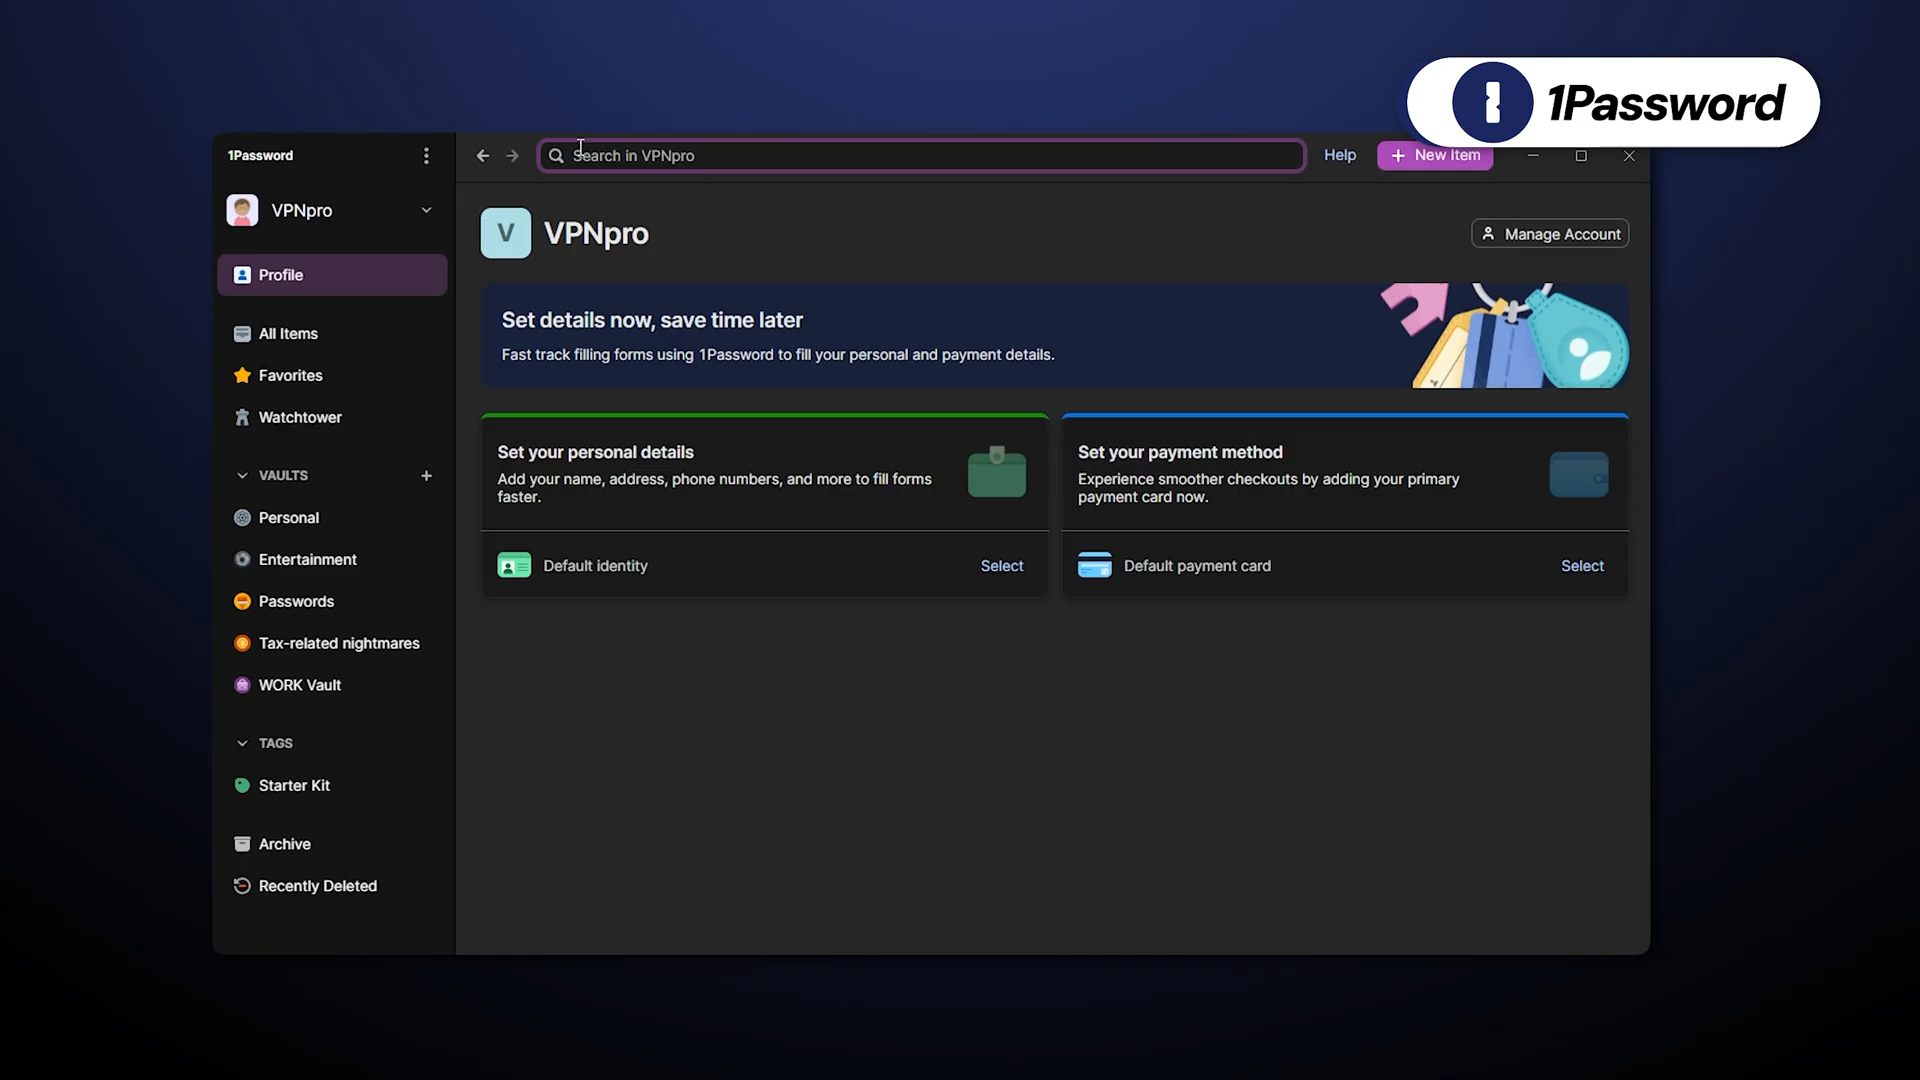 1Password
1Password
Search in VPNpro
Help
New Item
VPNpro
V
VPNpro
Manage Account
Profile
Set details now, save time later
Fast track filling forms using 1Password to fill your personal and payment details.
All Items
Favorites
Watchtower
Set your personal details
Add your name, address, phone numbers, and more to fill forms
faster.
Default identity
Select
Set your payment method
Experience smoother checkouts by adding your primary
payment card now.
Default payment card
Select
VAULTS
Personal
Entertainment
Passwords
Tax-related nightmares
WORK Vault
TAGS
Starter Kit
Archive
Recently Deleted